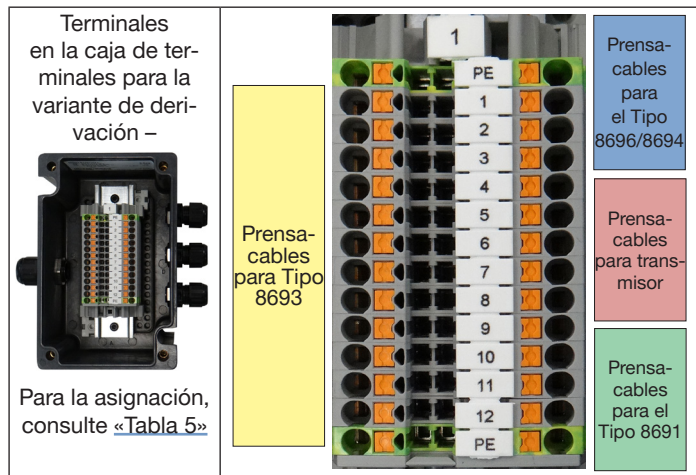 Terminales
en la caja de ter-
minales para la
variante de deri-
vación –
Para la asignación,
consulte «Tabla 5»
Prensa-
cables
para Tipo
8693
1
PE
1
2
3
4
5
6
7
8
9
10
11
12
PE
Prensa-
cables
para
el Tipo
8696/8694
Prensa-
cables
para trans-
misor
Prensa-
cables
para el
Tipo 8691